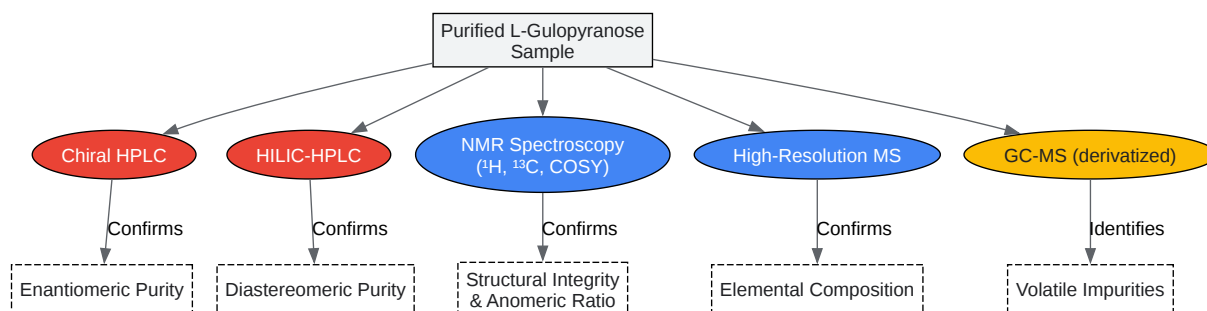 Purified L-Gulopyranose
Sample
Chiral HPLC
HILIC-HPLC
NMR Spectroscopy
(¹H, ¹³C, COSY)
High-Resolution MS
GC-MS (derivatized)
Confirms
Confirms
Confirms
Confirms
Identifies
Enantiomeric Purity
Diastereomeric Purity
Structural Integrity
& Anomeric Ratio
Elemental Composition
Volatile Impurities